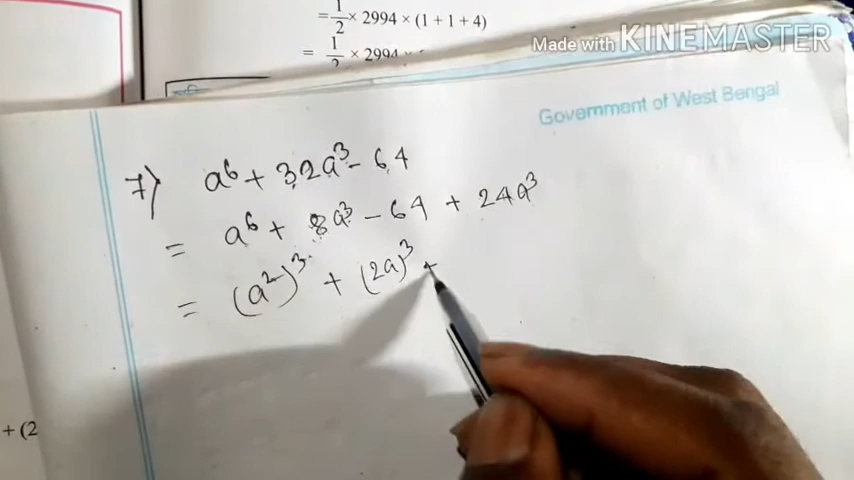 = 1/2 × 2994 × (1 + 1 + 4)
= 1/2 × 2994
Made with KINEMASTER
Government of West Bengal
7) a⁶ + 32a³ - 64
= a⁶ + 8a³ - 64 + 24a³
= (a²)³ + (2a)³ +
+ (2